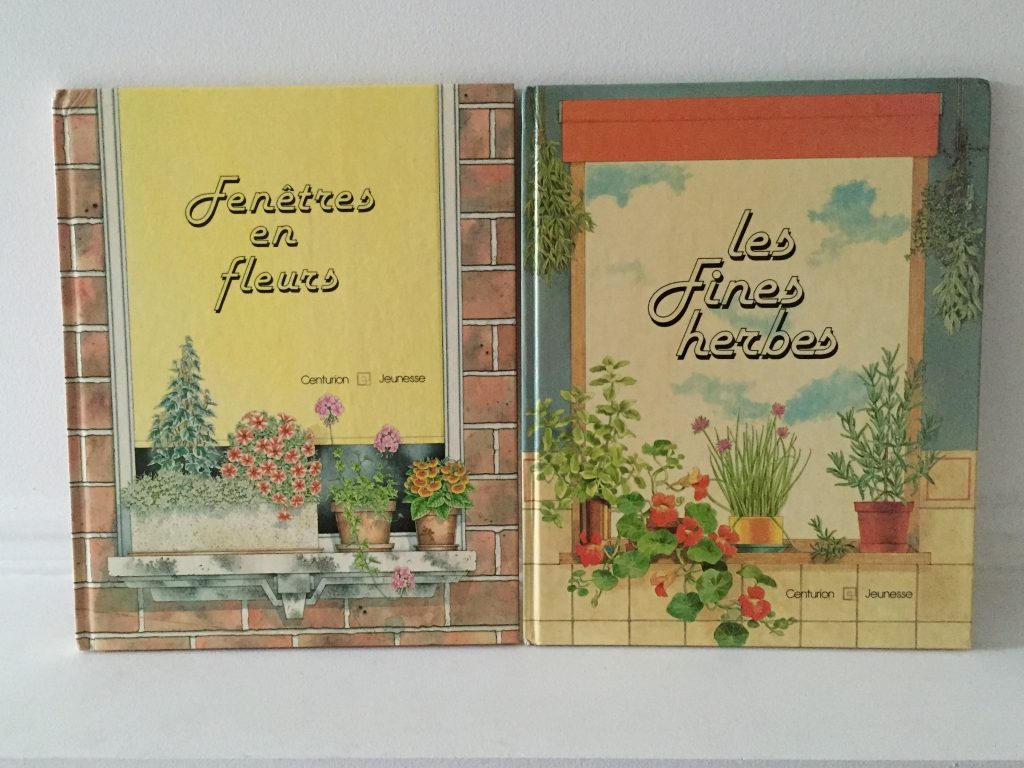 Fenêtres
en
fleurs
Centurion Jeunesse
les
Fines
herbes
Centurion Jeunesse